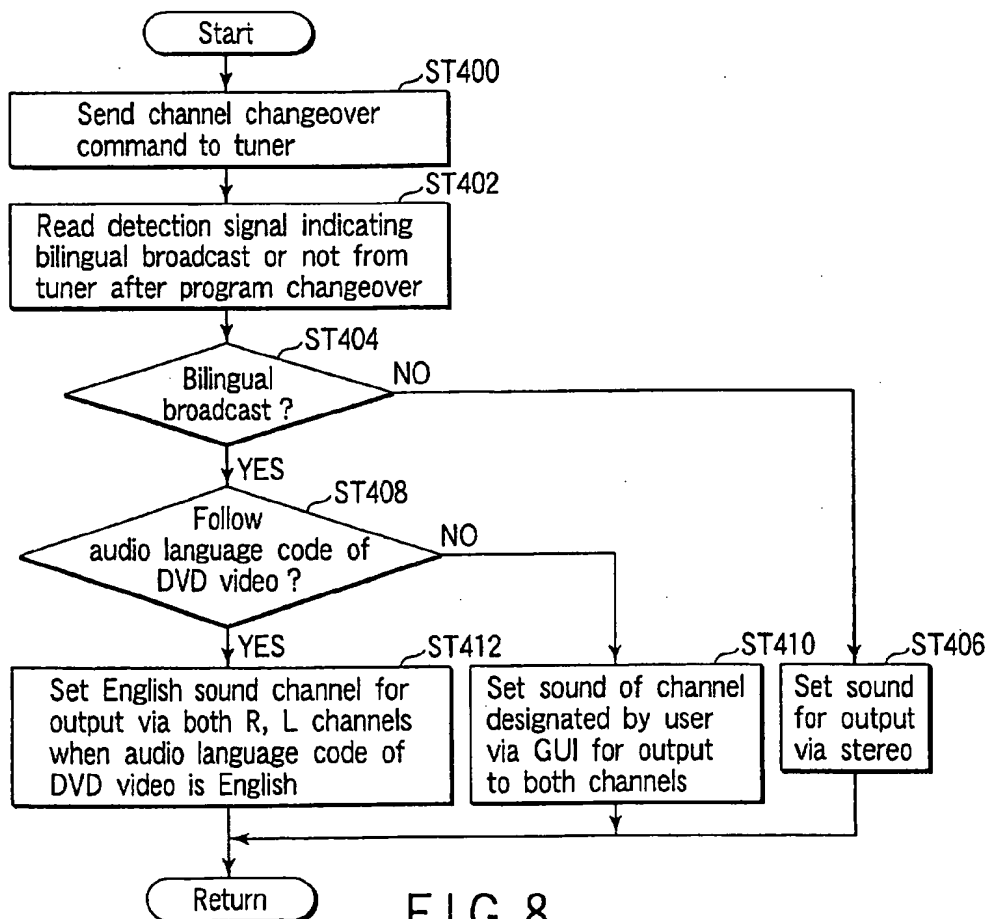 Start
ST400
Send channel changeover
command to tuner
ST402
Read detection signal indicating
bilingual broadcast or not from
tuner after program changeover
ST404
Bilingual
broadcast ?
NO
YES
ST408
Follow
audio language code of
DVD video ?
NO
YES
ST412
Set English sound channel for
output via both R, L channels
when audio language code of
DVD video is English
ST410
Set sound of channel
designated by user
via GUI for output
to both channels
ST406
Set sound
for output
via stereo
Return
FIG. 8